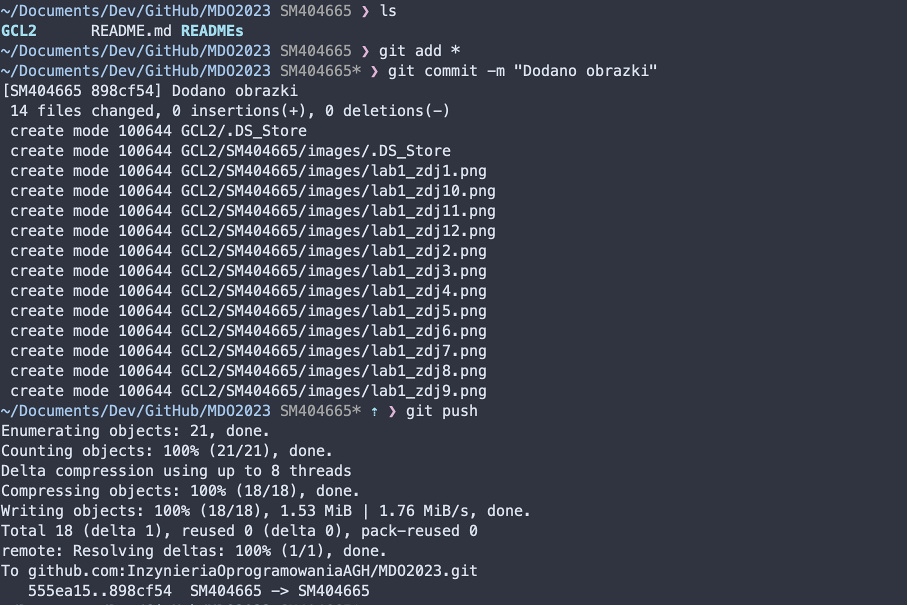 ~/Documents/Dev/GitHub/MDO2023 SM404665 ❯ ls
GCL2      README.md READMEs
~/Documents/Dev/GitHub/MDO2023 SM404665 ❯ git add *
~/Documents/Dev/GitHub/MDO2023 SM404665* ❯ git commit -m "Dodano obrazki"
[SM404665 898cf54] Dodano obrazki
 14 files changed, 0 insertions(+), 0 deletions(-)
 create mode 100644 GCL2/.DS_Store
 create mode 100644 GCL2/SM404665/images/.DS_Store
 create mode 100644 GCL2/SM404665/images/lab1_zdj1.png
 create mode 100644 GCL2/SM404665/images/lab1_zdj10.png
 create mode 100644 GCL2/SM404665/images/lab1_zdj11.png
 create mode 100644 GCL2/SM404665/images/lab1_zdj12.png
 create mode 100644 GCL2/SM404665/images/lab1_zdj2.png
 create mode 100644 GCL2/SM404665/images/lab1_zdj3.png
 create mode 100644 GCL2/SM404665/images/lab1_zdj4.png
 create mode 100644 GCL2/SM404665/images/lab1_zdj5.png
 create mode 100644 GCL2/SM404665/images/lab1_zdj6.png
 create mode 100644 GCL2/SM404665/images/lab1_zdj7.png
 create mode 100644 GCL2/SM404665/images/lab1_zdj8.png
 create mode 100644 GCL2/SM404665/images/lab1_zdj9.png
~/Documents/Dev/GitHub/MDO2023 SM404665* ⇡ ❯ git push
Enumerating objects: 21, done.
Counting objects: 100% (21/21), done.
Delta compression using up to 8 threads
Compressing objects: 100% (18/18), done.
Writing objects: 100% (18/18), 1.53 MiB | 1.76 MiB/s, done.
Total 18 (delta 1), reused 0 (delta 0), pack-reused 0
remote: Resolving deltas: 100% (1/1), done.
To github.com:InzynieriaOprogramowaniaAGH/MDO2023.git
   555ea15..898cf54  SM404665 -> SM404665